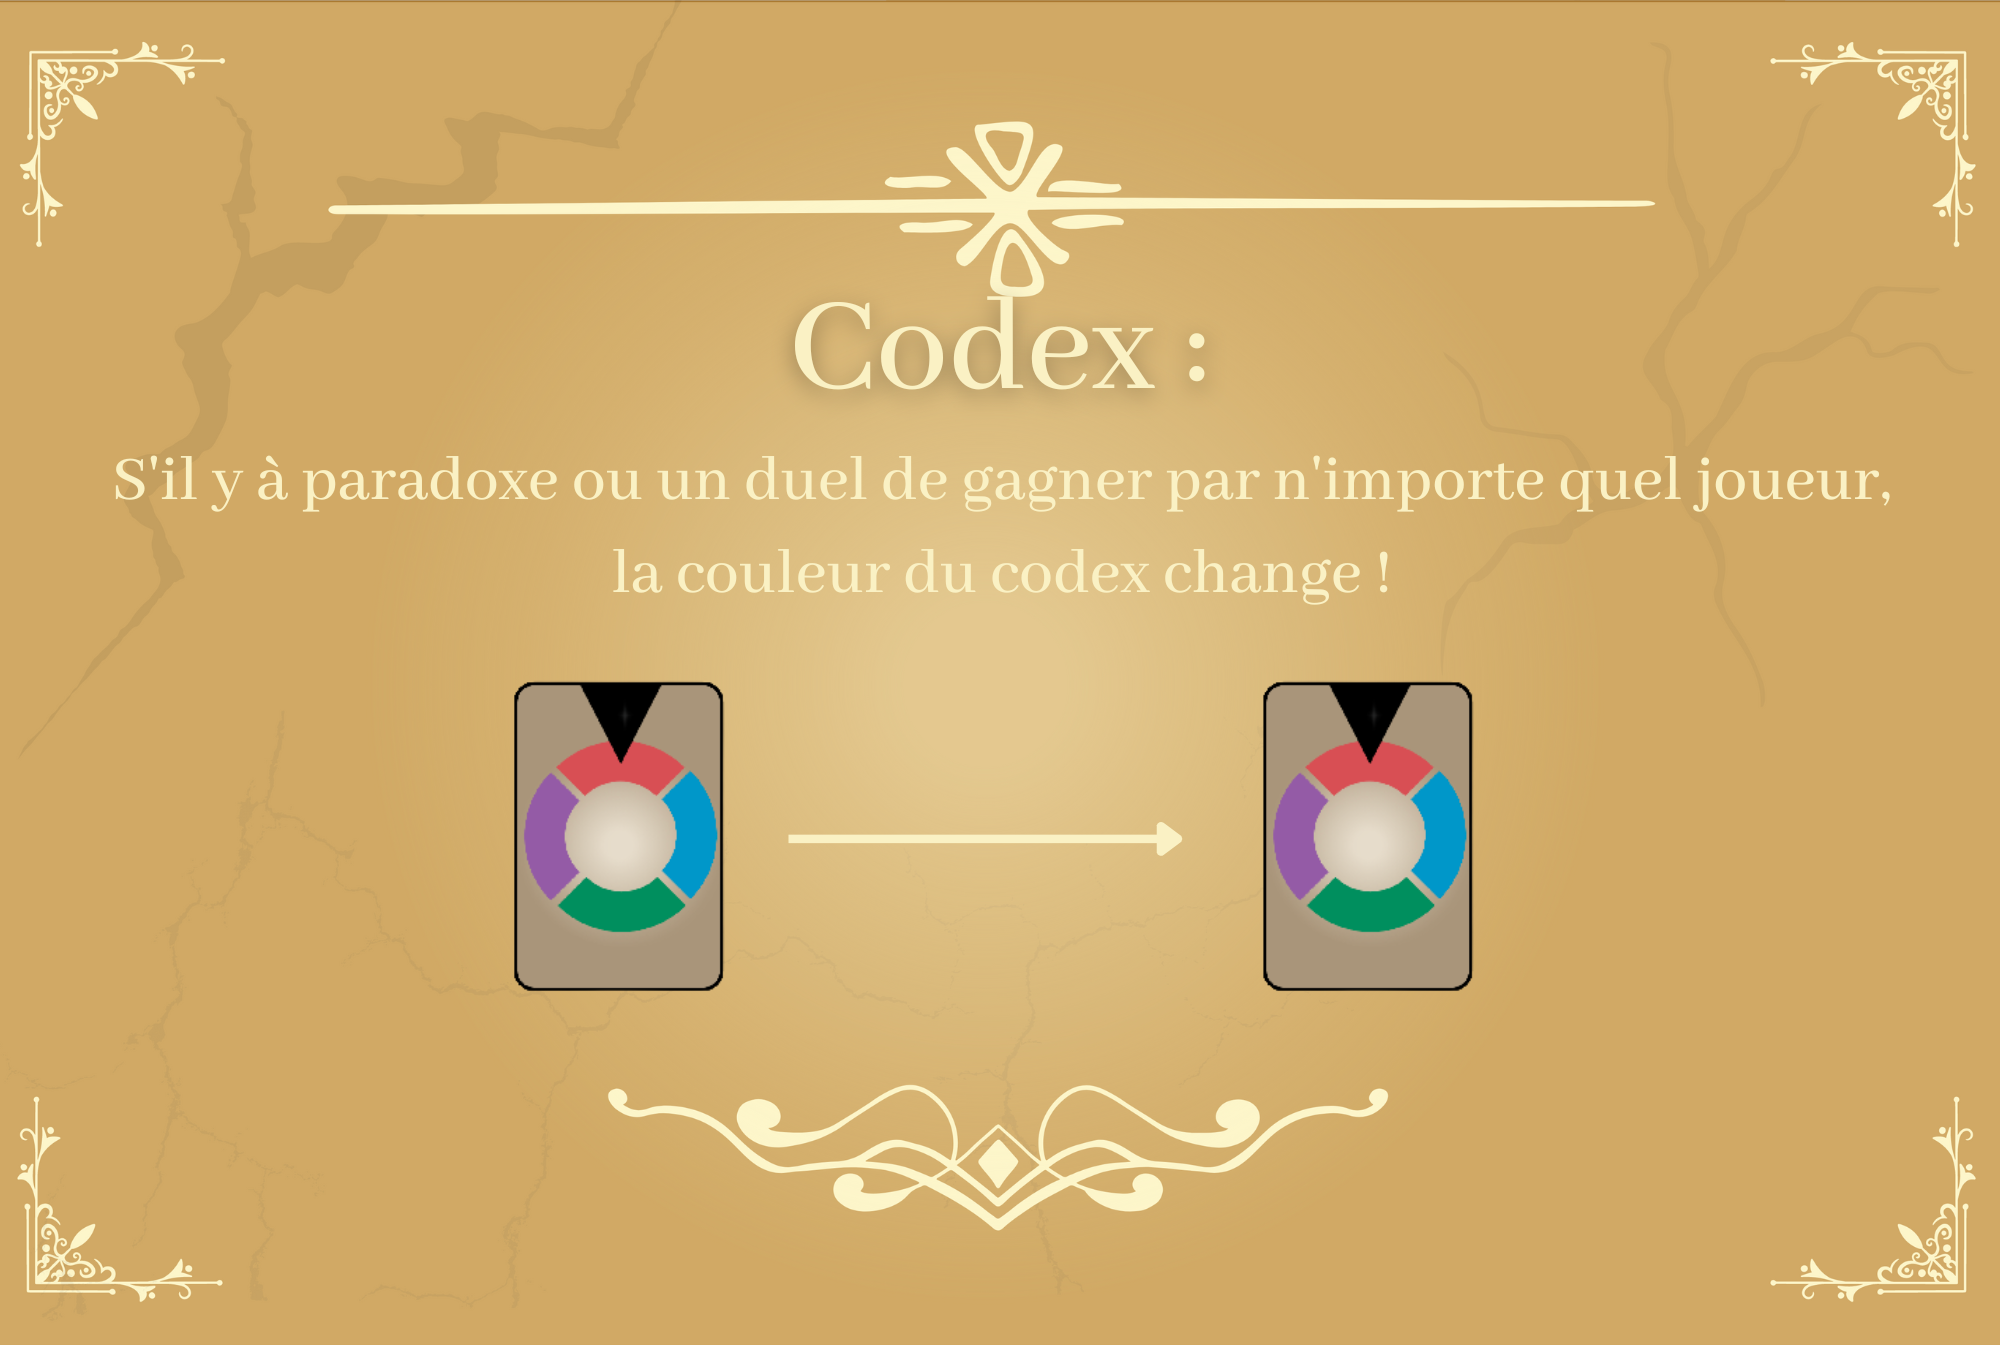 Codex :
S'il y à paradoxe ou un duel de gagner par n'importe quel joueur,
la couleur du codex change !